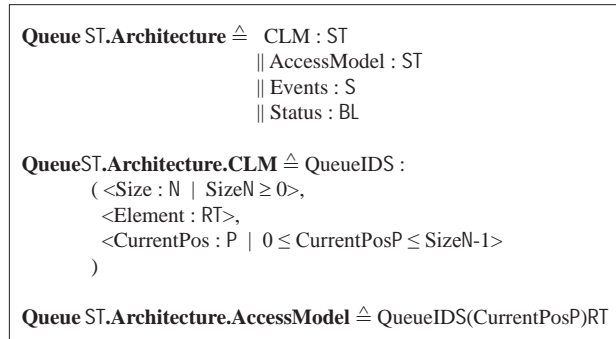 Queue ST.Architecture ≙ CLM : ST
|| AccessModel : ST
|| Events : S
|| Status : BL
QueueST.Architecture.CLM ≙ QueueIDS :
( <Size : N | SizeN ≥ 0>,
<Element : RT>,
<CurrentPos : P | 0 ≤ CurrentPosP ≤ SizeN-1>
)
Queue ST.Architecture.AccessModel ≙ QueueIDS(CurrentPosP)RT